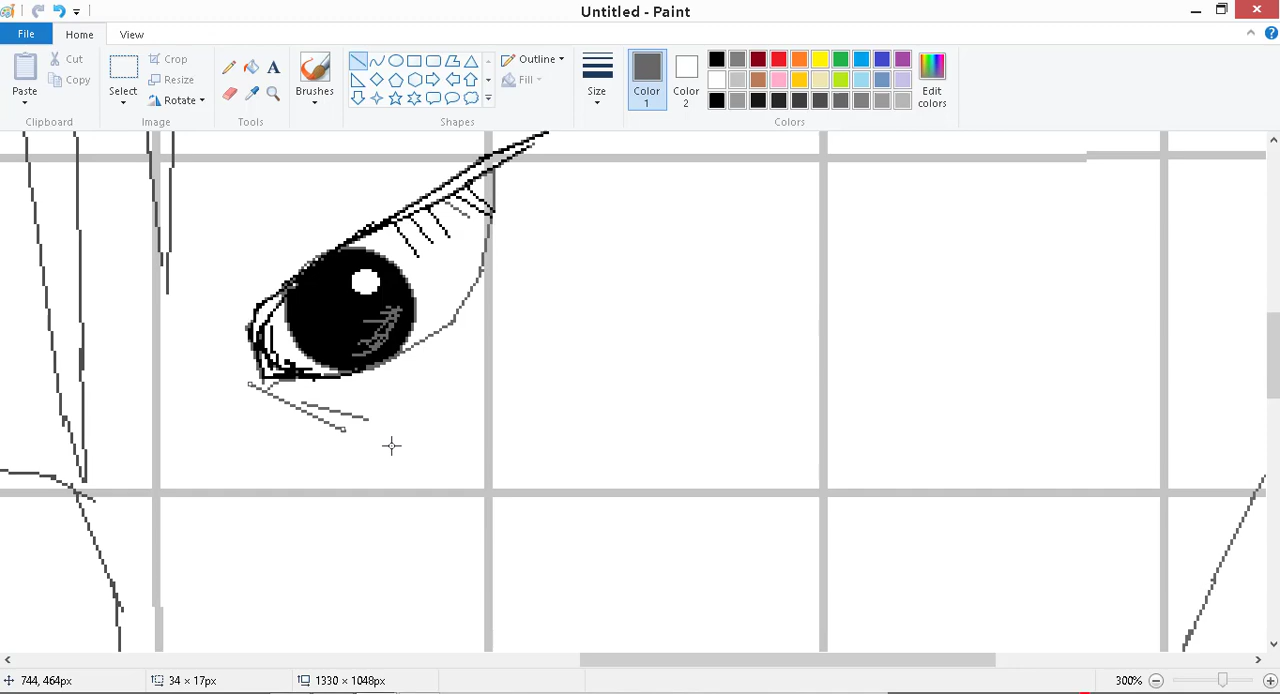 Untitled - Paint
File Home View
Paste
Cut
Copy
Clipboard
Crop
Resize
Rotate
Image
A
Tools
Brushes
Outline
Fill
Shapes
Size
Color 1
Color 2
Edit colors
Colors
744, 464px
34 × 17px
1330 × 1048px
300%